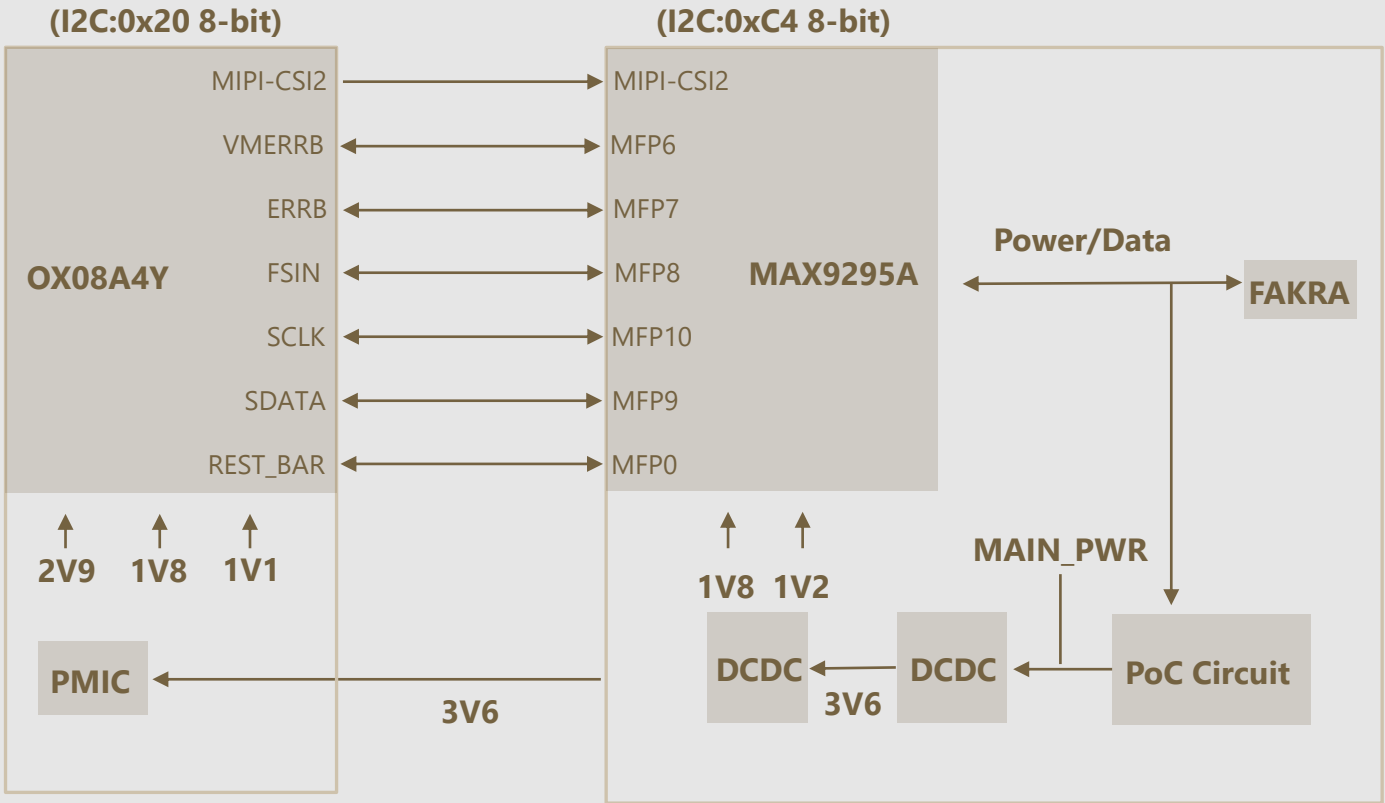 (I2C:0x20 8-bit)
(I2C:0xC4 8-bit)
MIPI-CSI2
MIPI-CSI2
VMERRB
MFP6
ERRB
MFP7
OX08A4Y
FSIN
MFP8
MAX9295A
Power/Data
FAKRA
SCLK
MFP10
SDATA
MFP9
REST_BAR
MFP0
2V9
1V8
1V1
1V8
1V2
MAIN_PWR
PMIC
3V6
DCDC
3V6
DCDC
PoC Circuit